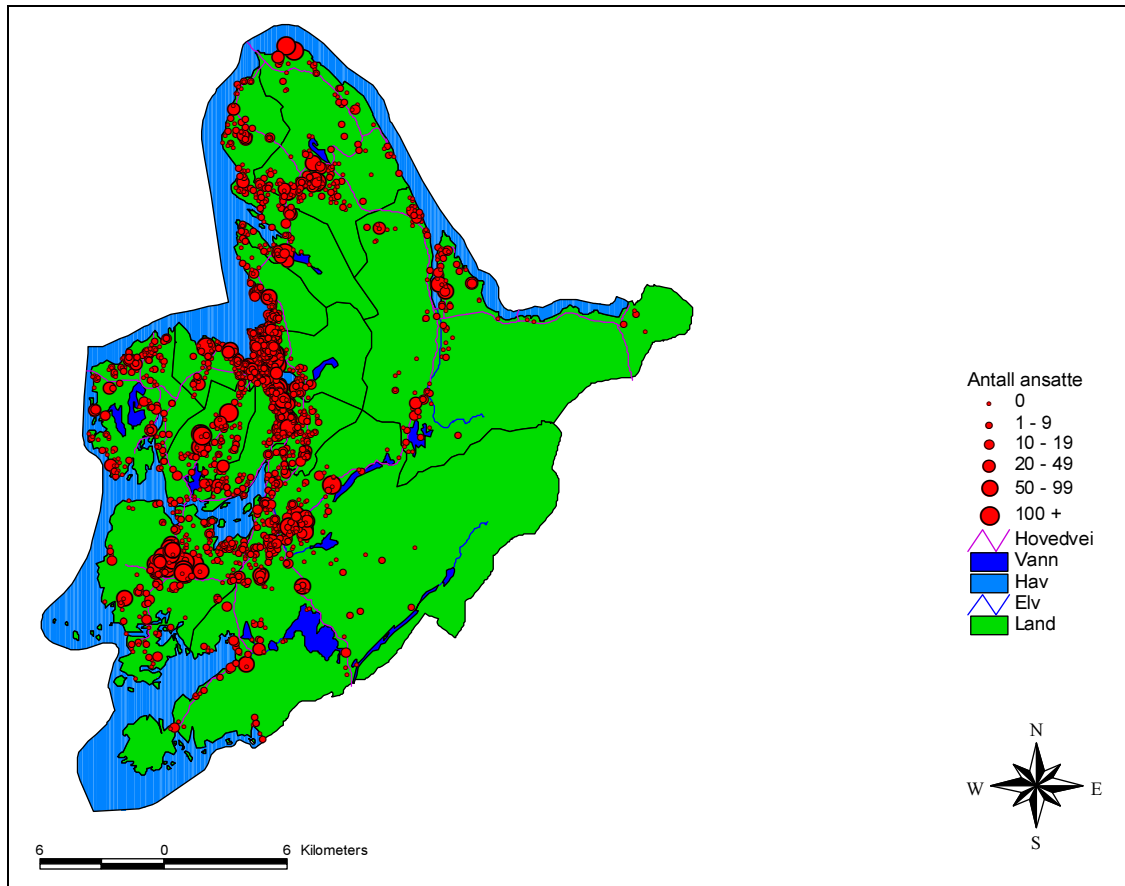 Antall ansatte
0
1 - 9
10 - 19
20 - 49
50 - 99
100 +
Hovedvei
Vann
Hav
Elv
Land
N
W E
S
6 0 6 Kilometers